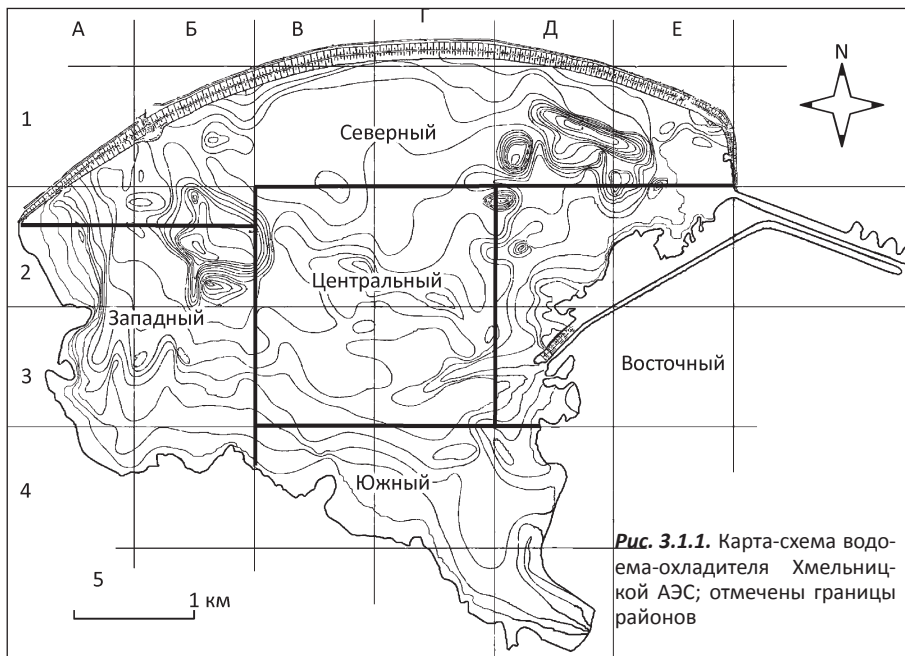 А Б В Г Д Е
N
1
Северный
2
Центральный
Западный
3
Восточный
4
Южный
Рис. 3.1.1. Карта-схема водо-
ема-охладителя Хмельниц-
кой АЭС; отмечены границы
районов
5
1 км